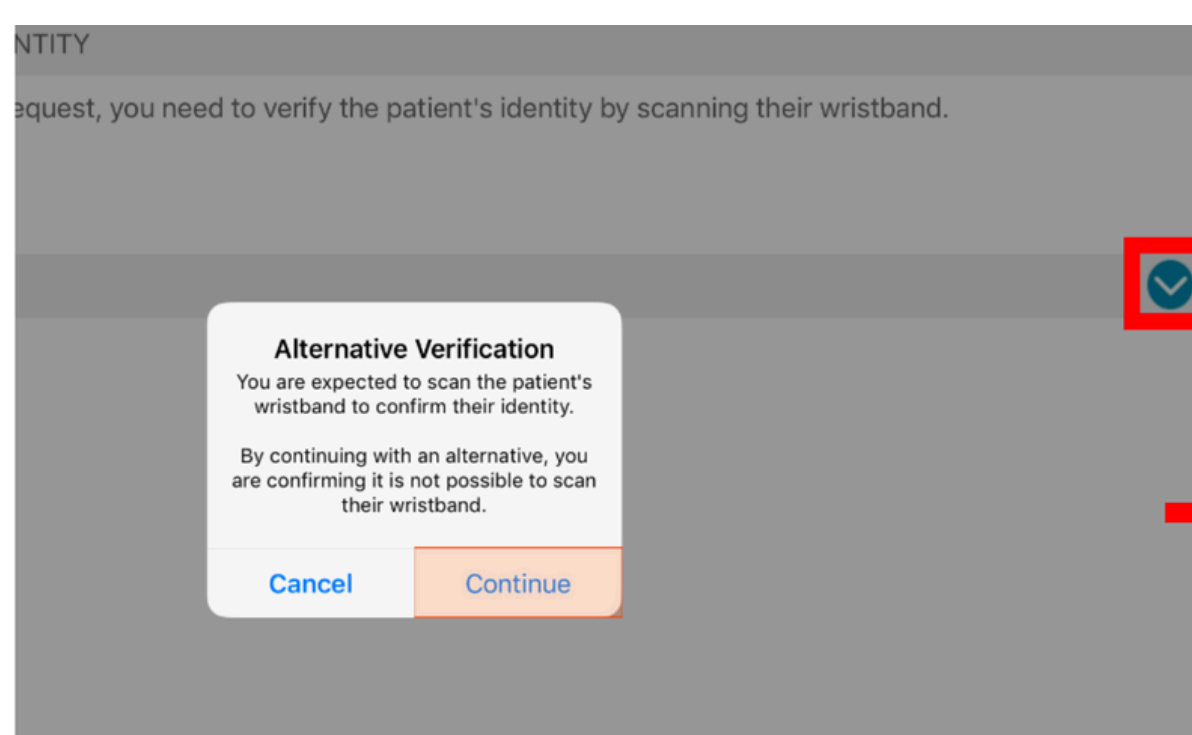 NTITY
equest, you need to verify the patient's identity by scanning their wristband.
Alternative Verification
You are expected to scan the patient's
wristband to confirm their identity.
By continuing with an alternative, you
are confirming it is not possible to scan
their wristband.
Cancel
Continue